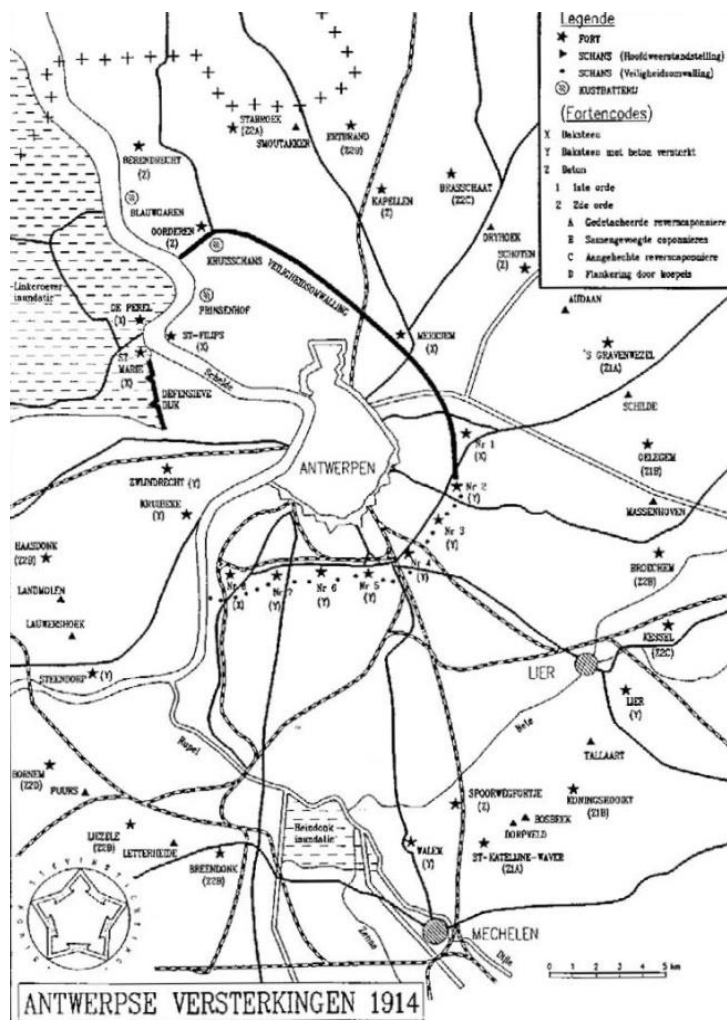 Legende
FORT
SCHANS (Hoofdweerstandstelling)
SCHANS (Veiligheidsomwalling)
KUSTBATTERIJ
(Fortencodes)
X Baksteen
Y Baksteen met beton versterkt
Z Beton
1 1ste orde
2 2de orde
A Gedetacheerde reverscaponniere
B Samengevoegde caponnieres
C Aangehechte reverscaponniere
D Flankering door koepels
STABROEK
(Z2A)
SMOUTAKKER
ERTBRAND
BERENDRECHT
(Z)
BRASSCHAAT
(Z2C)
KAPELLEN
(Z)
BLAUWGAREN
OORDEREN
(Z)
DRYHOEK
SCHOTEN
(Z)
KRUISSCHANS
VEILIGHEIDSOMWALLING
Linkeroever
inundatie
PRINSENHOF
AUDAAN
DE PEREL
(X)
ST-FILIPS
(X)
MERKSEM
(X)
'S GRAVENWEZEL
(Z1A)
ST
MARIE
(X)
Schelde
DEFENSIEVE
DIJK
SCHILDE
Nr 1
(X)
OELEGEM
(Z1B)
ANTWERPEN
ZWIJNDRECHT (Y)
Nr 2
(Y)
MASSENHOVEN
KRUIBEKE
(Y)
Nr 3
(Y)
HAASDONK
(Z2B)
BROECHEM
(Z2B)
Nr 4
(Y)
Nr 8
(X)
Nr 7
(Y)
Nr 6
(Y)
Nr 5
(Y)
LANDMOLEN
LAUWERSHOEK
KESSEL
(Z2C)
STEENDORP
(Y)
LIER
LIER
(Y)
Rupel
Nete
TALLAART
BORNEM
(Z2D)
PUURS
SPOORWEGFORTJE
(Z)
KONINGSHOOIKT
(Z1B)
BOSBEEK
DORPVELD
LIEZELE
(Z2B)
LETTERHEIDE
Heindonk
inundatie
WALEM
(Y)
ST-KATELIJNE-WAVER
(Z1A)
BREENDONK
(Z2B)
MECHELEN
Zenne
Dijle
0 1 2 3 4 5 km
ANTWERPSE VERSTERKINGEN 1914